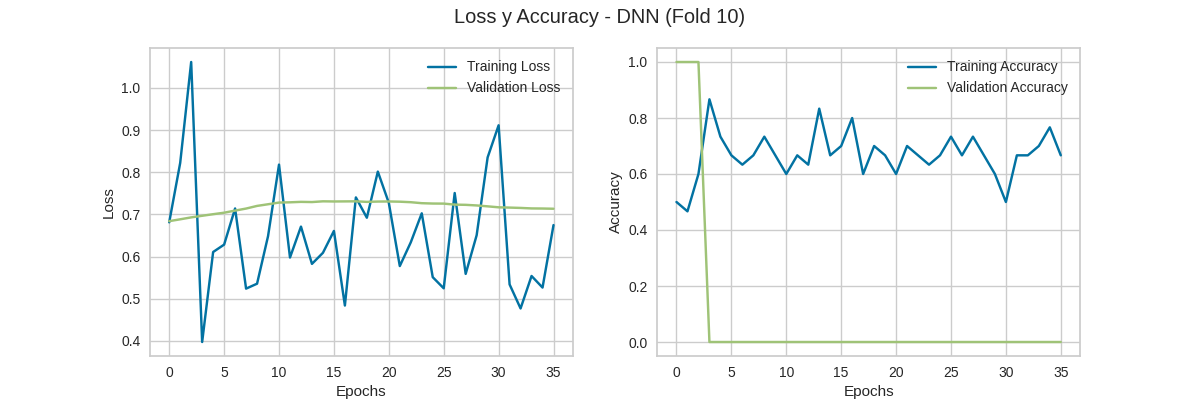 Loss y Accuracy - DNN (Fold 10)
Training Loss
Validation Loss
1.0
0.9
0.8
0.7
0.6
0.5
0.4
Loss
0 5 10 15 20 25 30 35
Epochs
Training Accuracy
Validation Accuracy
1.0
0.8
0.6
0.4
0.2
0.0
Accuracy
0 5 10 15 20 25 30 35
Epochs